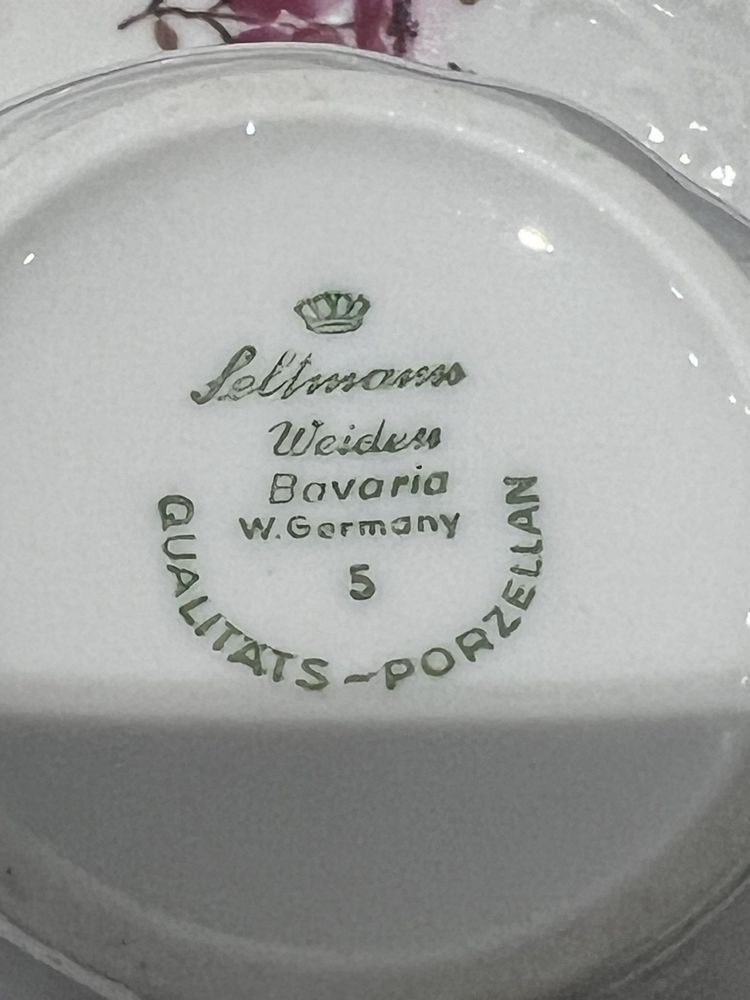 Seltmann
Weiden
Bavaria
W.Germany
5
QUALITÄTS-PORZELLAN